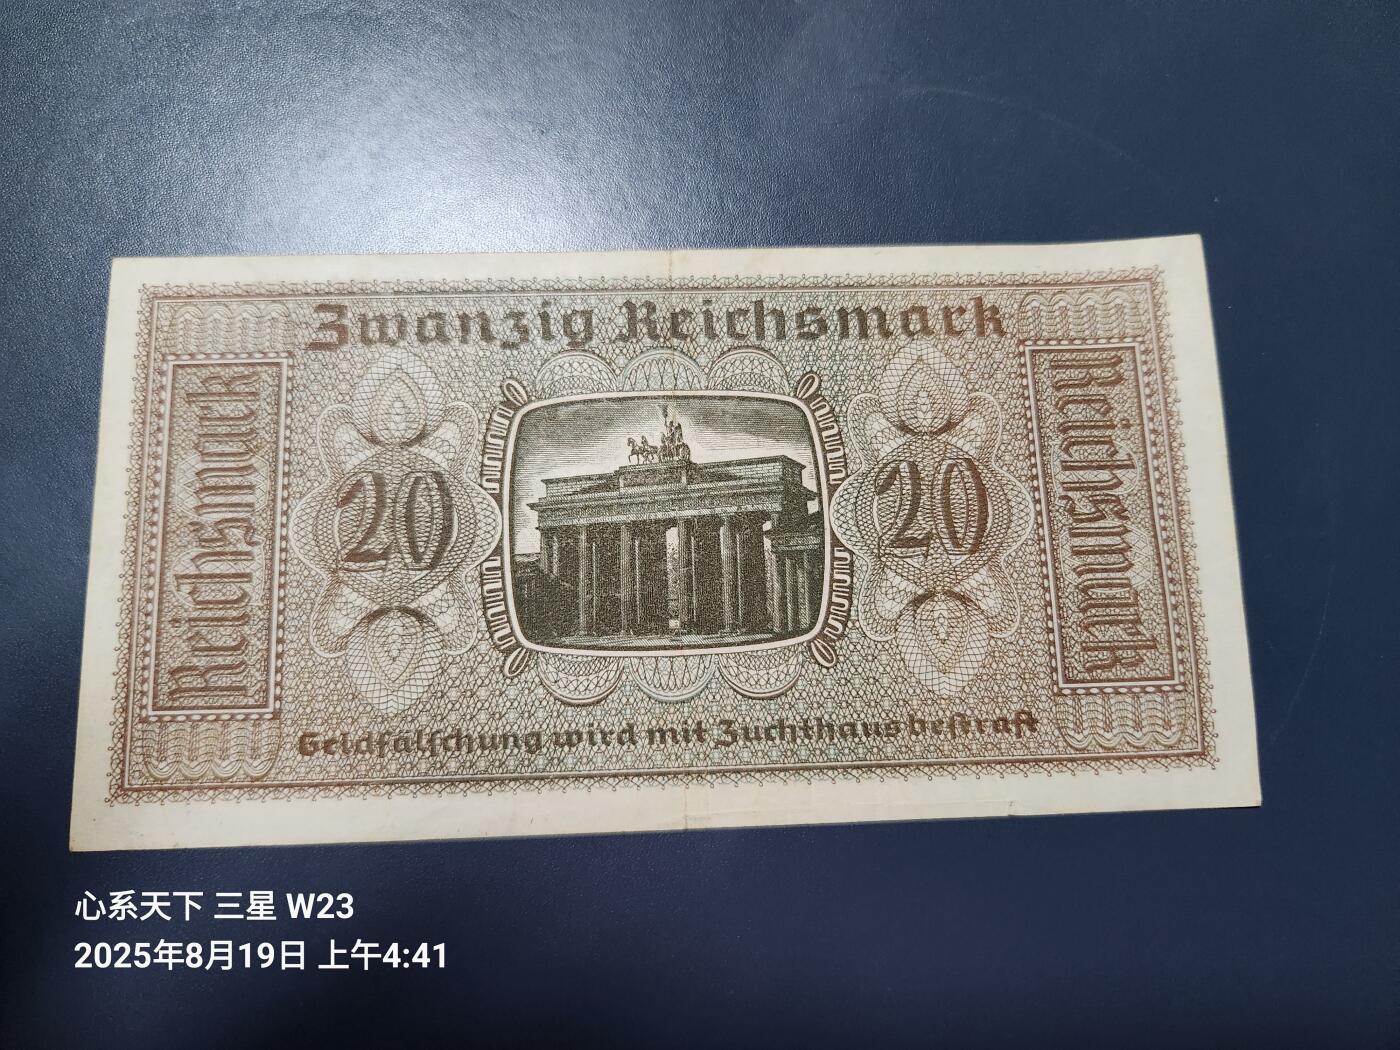 Zwanzig Reichsmark
Reichsmark
20
20
Reichsmark
Geldfälschung wird mit Zuchthaus bestraft
心系天下 三星 W23
2025年8月19日 上午4:41